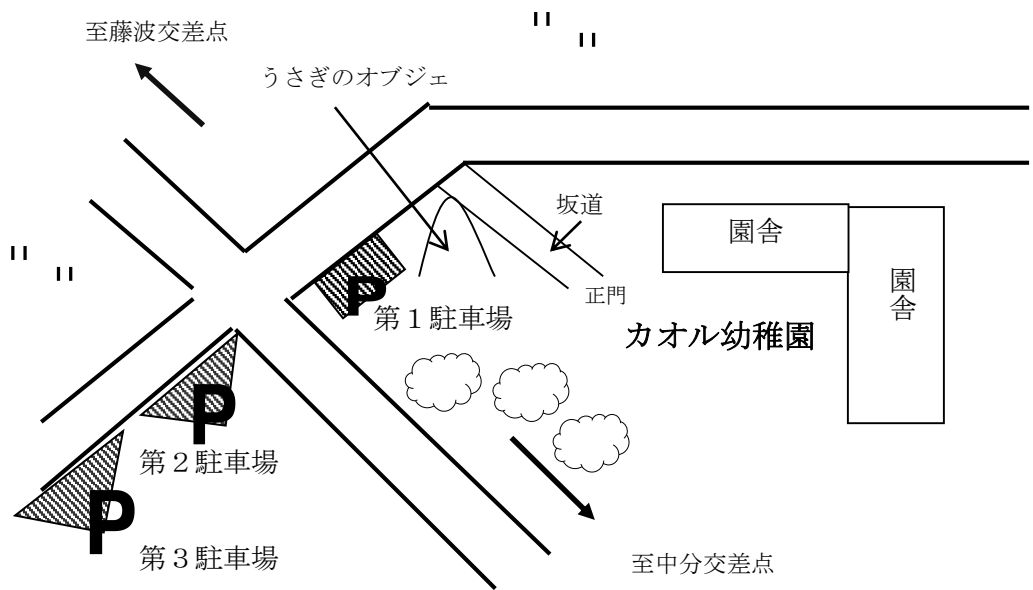 至藤波交差点
うさぎのオブジェ
坂道
園舎
園舎
正門
P
第１駐車場
カオル幼稚園
P
第２駐車場
P
第３駐車場
至中分交差点